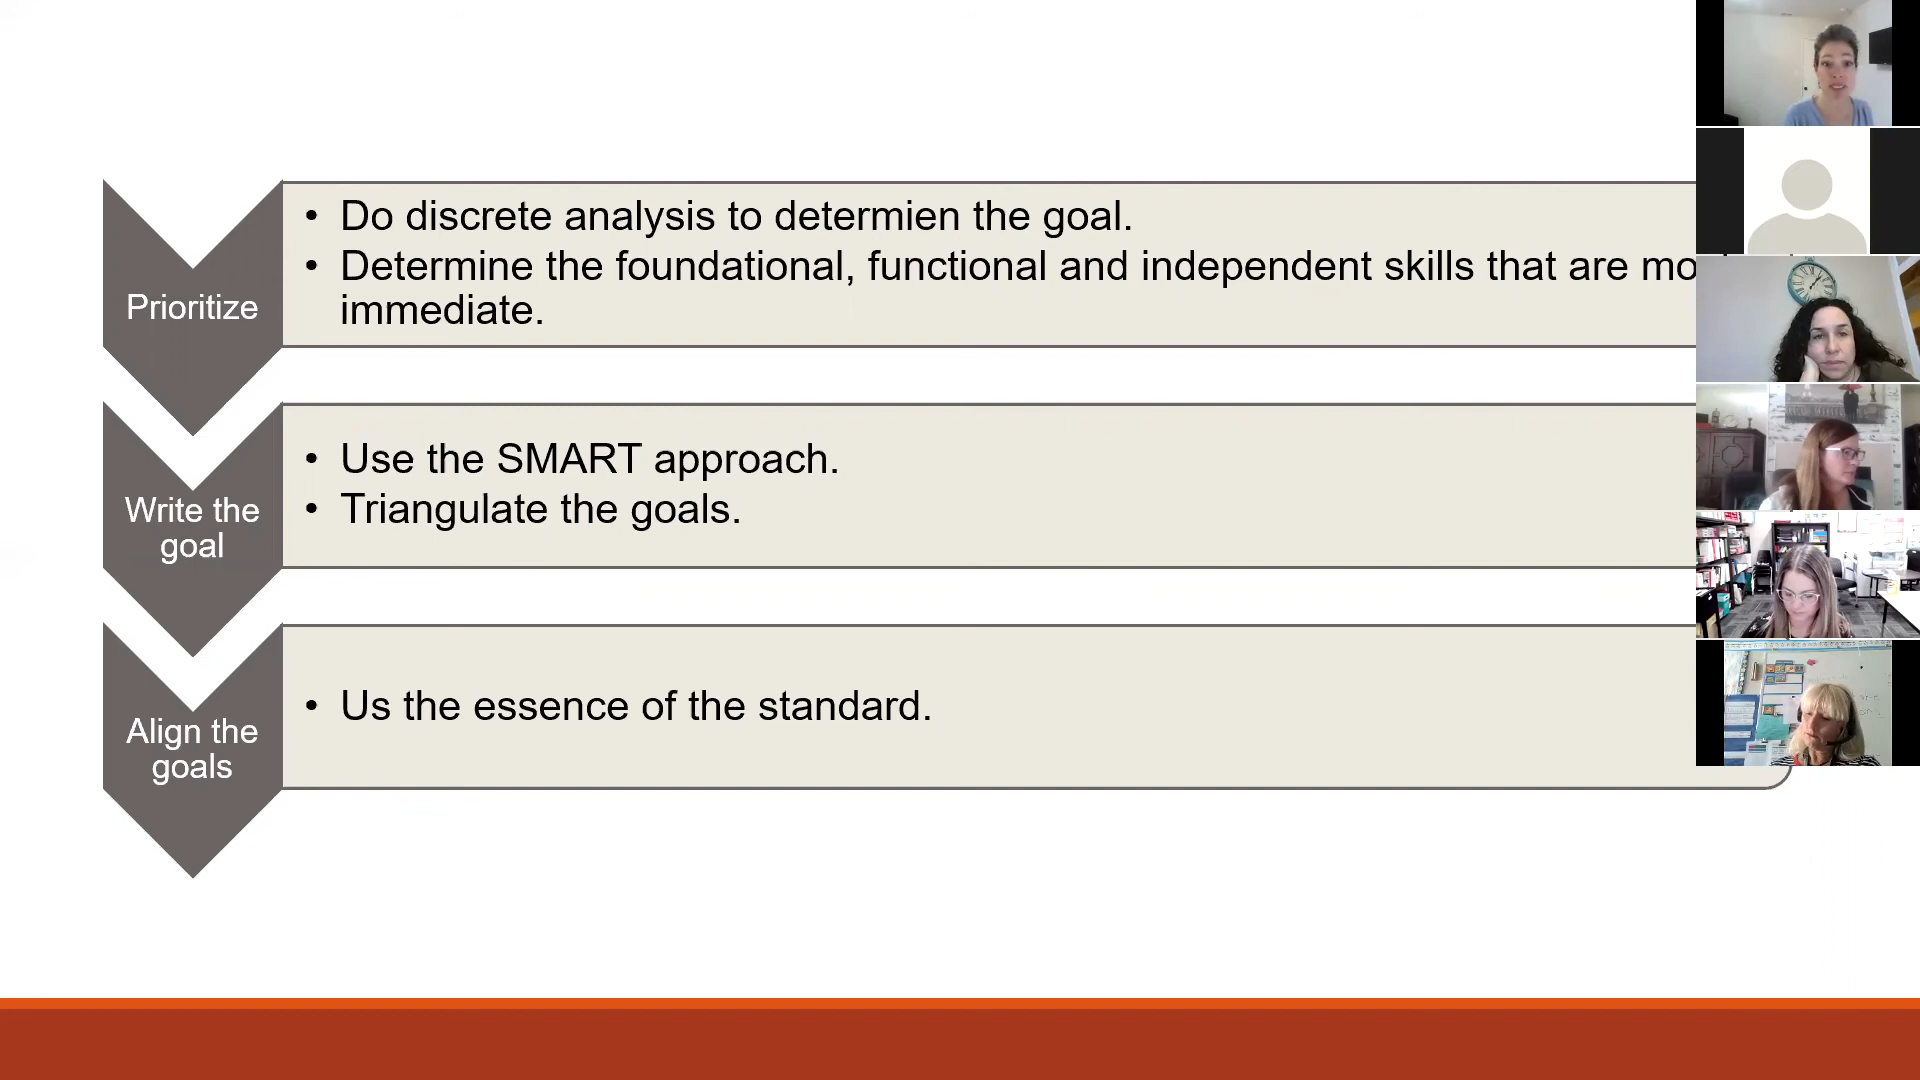 Prioritize
• Do discrete analysis to determien the goal.
• Determine the foundational, functional and independent skills that are
immediate.
Write the
goal
• Use the SMART approach.
• Triangulate the goals.
Align the
goals
• Us the essence of the standard.